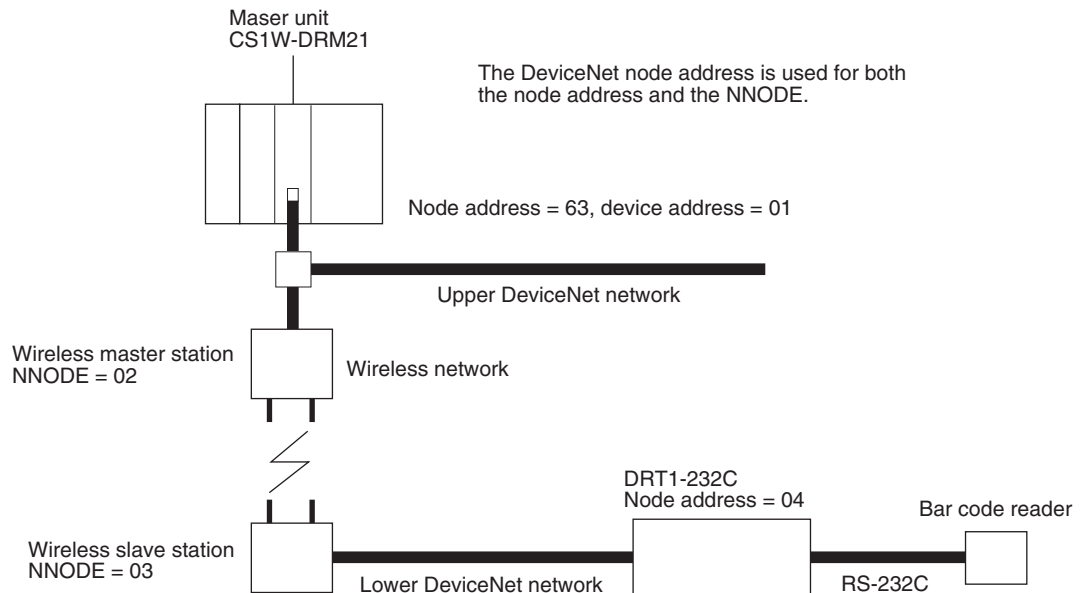 Maser unit
CS1W-DRM21
The DeviceNet node address is used for both
the node address and the NNODE.
Node address = 63, device address = 01
Upper DeviceNet network
Wireless master station
NNODE = 02
Wireless network
DRT1-232C
Node address = 04
Bar code reader
Wireless slave station
NNODE = 03
Lower DeviceNet network
RS-232C